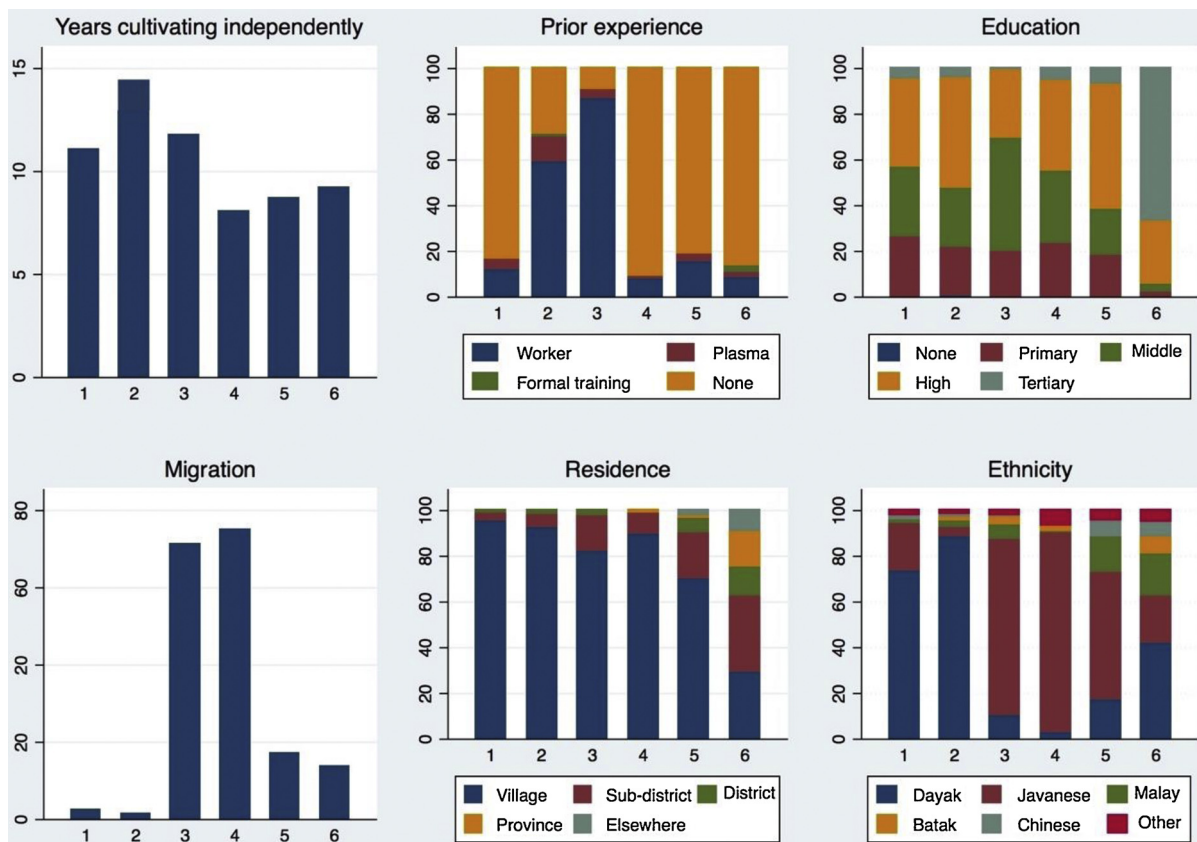 Years cultivating independently
15
10
5
0
1 2 3 4 5 6
Prior experience
100
80
60
40
20
0
1 2 3 4 5 6
Worker Plasma
Formal training None
Education
100
80
60
40
20
0
1 2 3 4 5 6
None Primary Middle
High Tertiary
Migration
80
60
20
20
0
1 2 3 4 5 6
Residence
100
80
60
40
20
0
1 2 3 4 5 6
Village Sub-district District
Province Elsewhere
Ethnicity
100
80
60
40
20
0
1 2 3 4 5 6
Dayak Javanese Malay
Batak Chinese Other